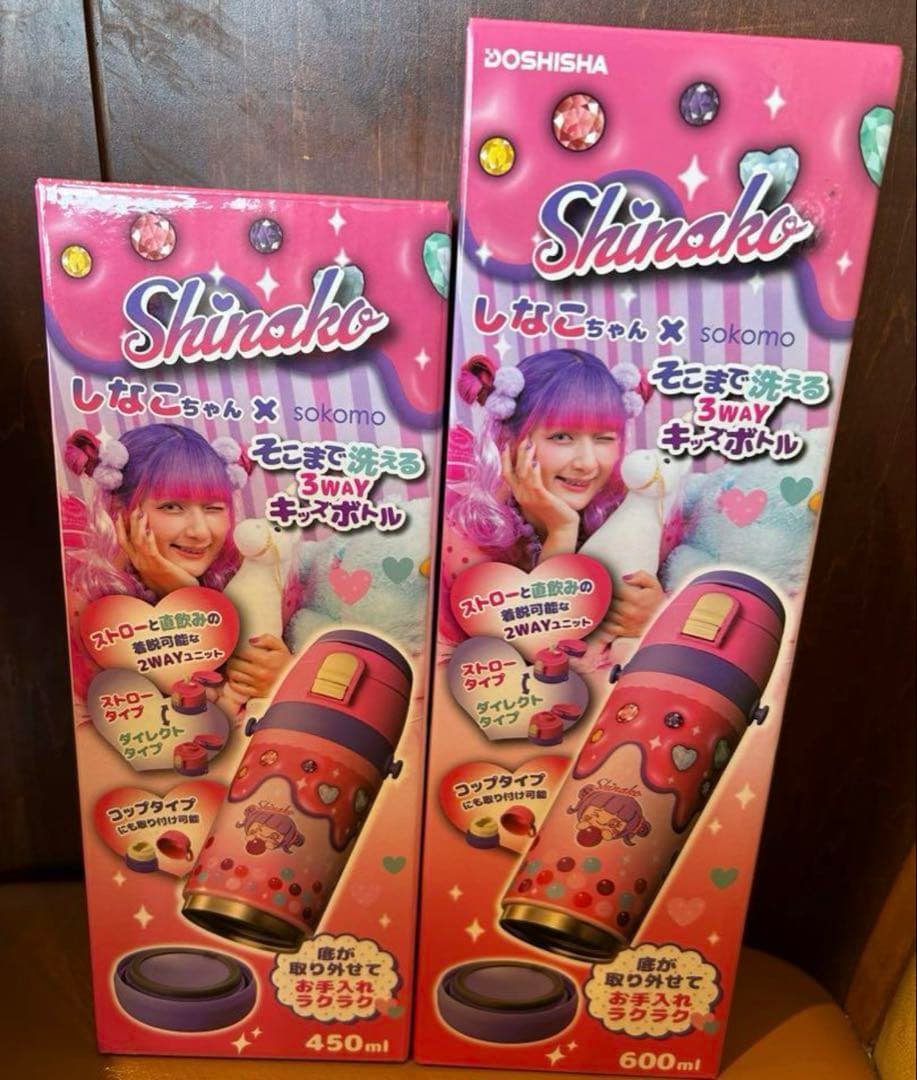 Shinako
しなこちゃん × sokomo
そこまで洗える
3WAY
キッズボトル
ストローと直飲みの
着脱可能な
2WAYユニット
ストロー
タイプ
ダイレクト
タイプ
コップタイプ
にも取り付け可能
Shinako
底が
取り外せて
お手入れ
ラクラク
450ml
DOSHISHA
Shinako
しなこちゃん × sokomo
そこまで洗える
3WAY
キッズボトル
ストローと直飲みの
着脱可能な
2WAYユニット
ストロー
タイプ
ダイレクト
タイプ
コップタイプ
にも取り付け可能
Shinako
底が
取り外せて
お手入れ
ラクラク
600ml